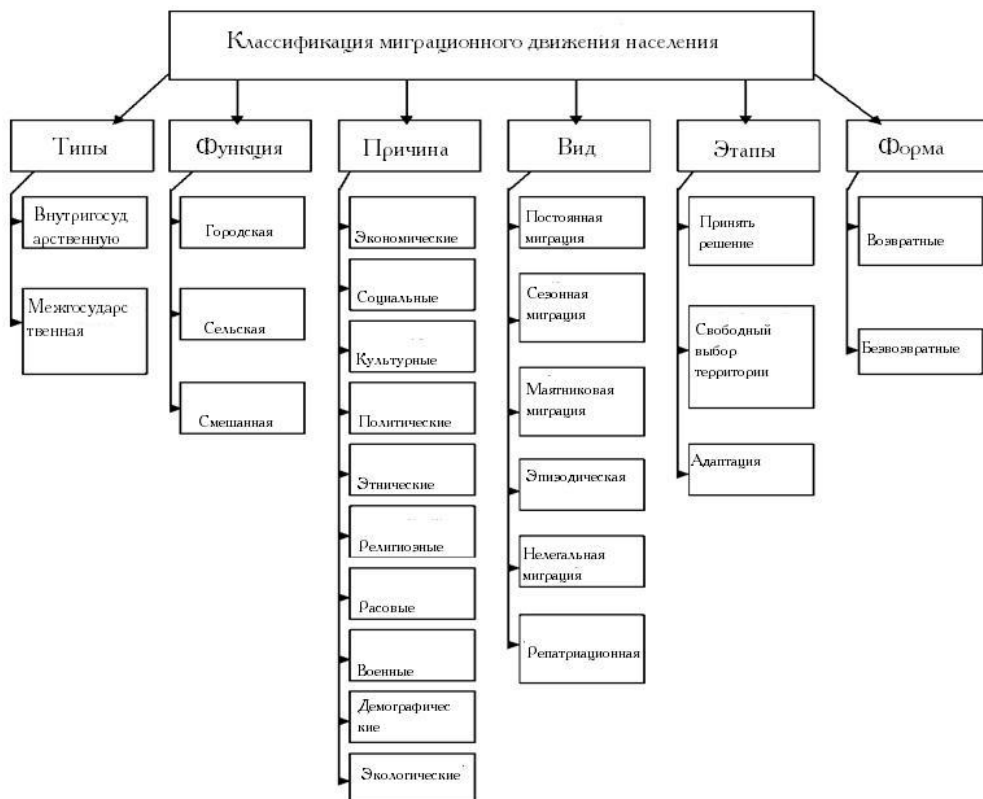 Классификация миграционного движения населения
Типы
Внутригосуд
арственную
Межгосударс
твенная
Функция
Городская
Сельская
Смешанная
Причина
Экономические
Социальные
Культурные
Политические
Этнические
Религиозные
Расовые
Военные
Демографичес
кие
Экологические
Вид
Постоянная
миграция
Сезонная
миграция
Маятниковая
миграция
Эпизодическая
Нелегальная
миграция
Репатриационная
Этапы
Принять
решение
Свободный
выбор
территории
Адаптация
Форма
Возвратные
Безвозвратные